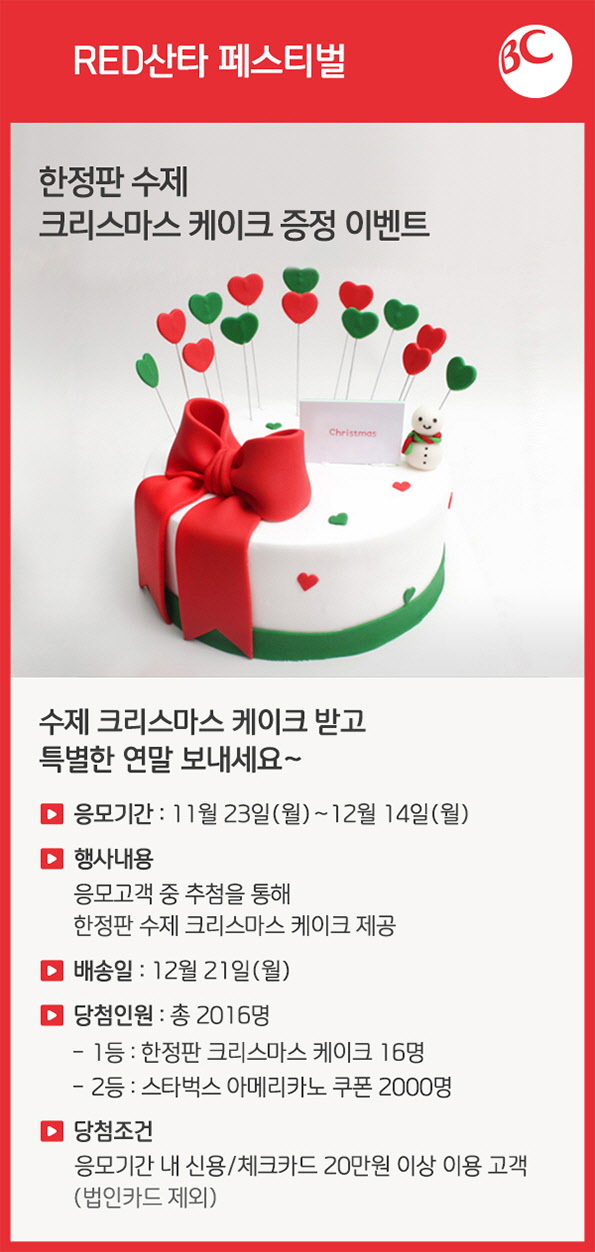 RED산타 페스티벌
BC
한정판 수제
크리스마스 케이크 증정 이벤트
Christmas
수제 크리스마스 케이크 받고
특별한 연말 보내세요~
응모기간 : 11월 23일(월)~12월 14일(월)
행사내용
응모고객 중 추첨을 통해
한정판 수제 크리스마스 케이크 제공
배송일 : 12월 21일(월)
당첨인원 : 총 2016명
- 1등 : 한정판 크리스마스 케이크 16명
- 2등 : 스타벅스 아메리카노 쿠폰 2000명
당첨조건
응모기간 내 신용/체크카드 20만원 이상 이용 고객
(법인카드 제외)